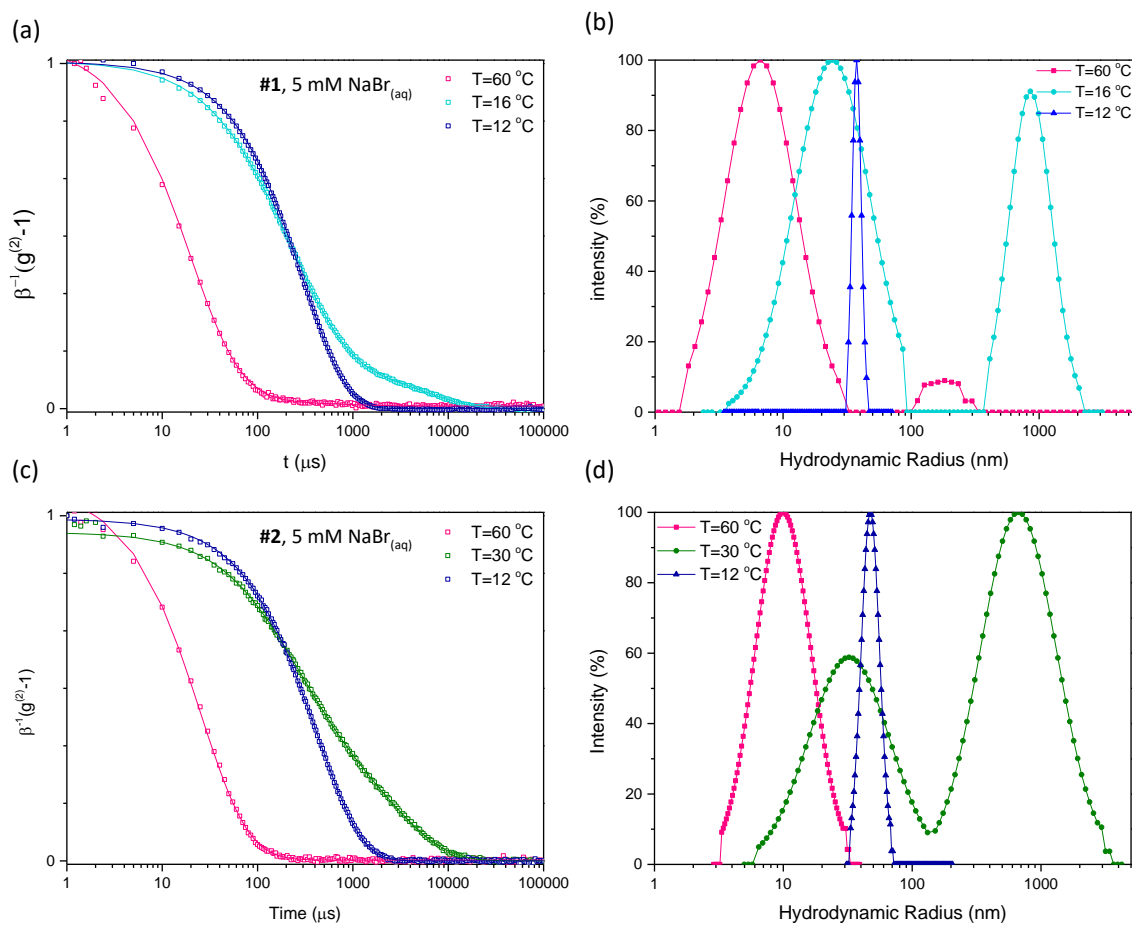 (a)
#1, 5 mM NaBr(aq)
T=60 °C
T=16 °C
T=12 °C
β⁻¹(g⁽²⁾-1)
1
0
1 10 100 1000 10000 100000
t (μs)
(b)
T=60 °C
T=16 °C
T=12 °C
intensity (%)
100
80
60
40
20
0
1 10 100 1000
Hydrodynamic Radius (nm)
(c)
#2, 5 mM NaBr(aq)
T=60 °C
T=30 °C
T=12 °C
β⁻¹(g⁽²⁾-1)
1
0
1 10 100 1000 10000 100000
Time (μs)
(d)
T=60 °C
T=30 °C
T=12 °C
Intensity (%)
100
80
60
40
20
0
1 10 100 1000
Hydrodynamic Radius (nm)